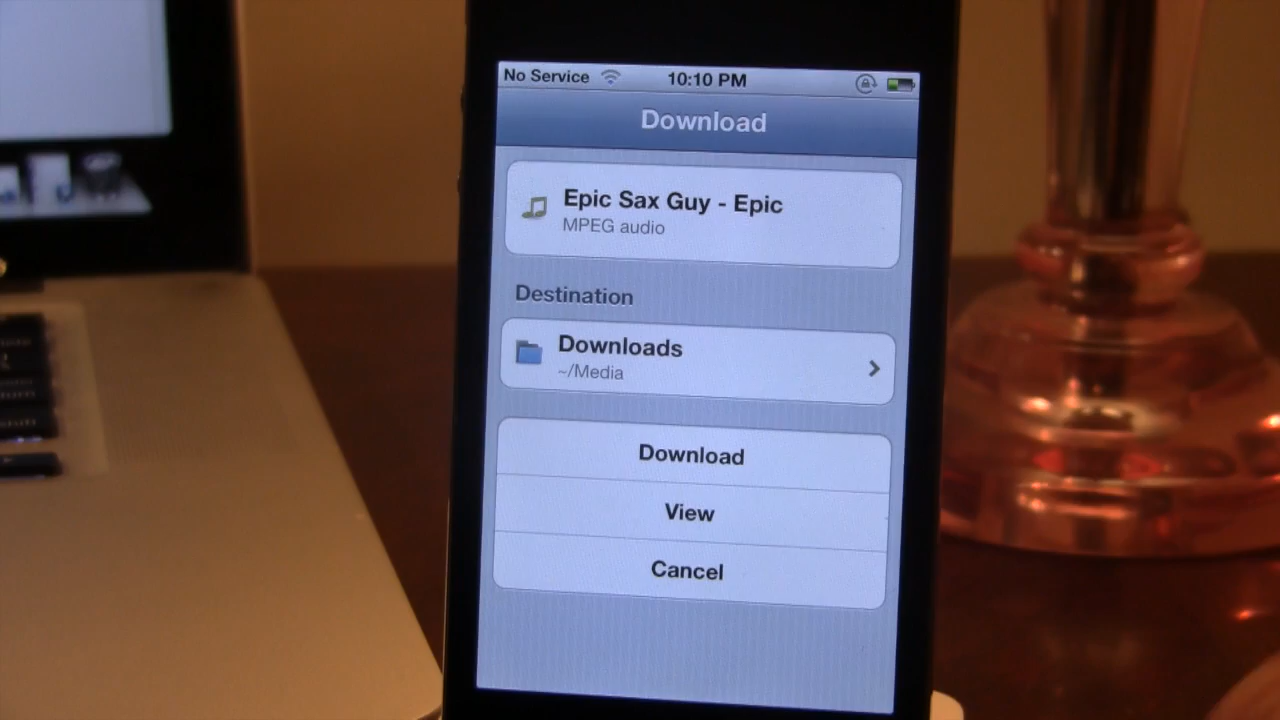 No Service 10:10 PM
Download
Epic Sax Guy - Epic
MPEG audio
Destination
Downloads
~/Media
Download
View
Cancel